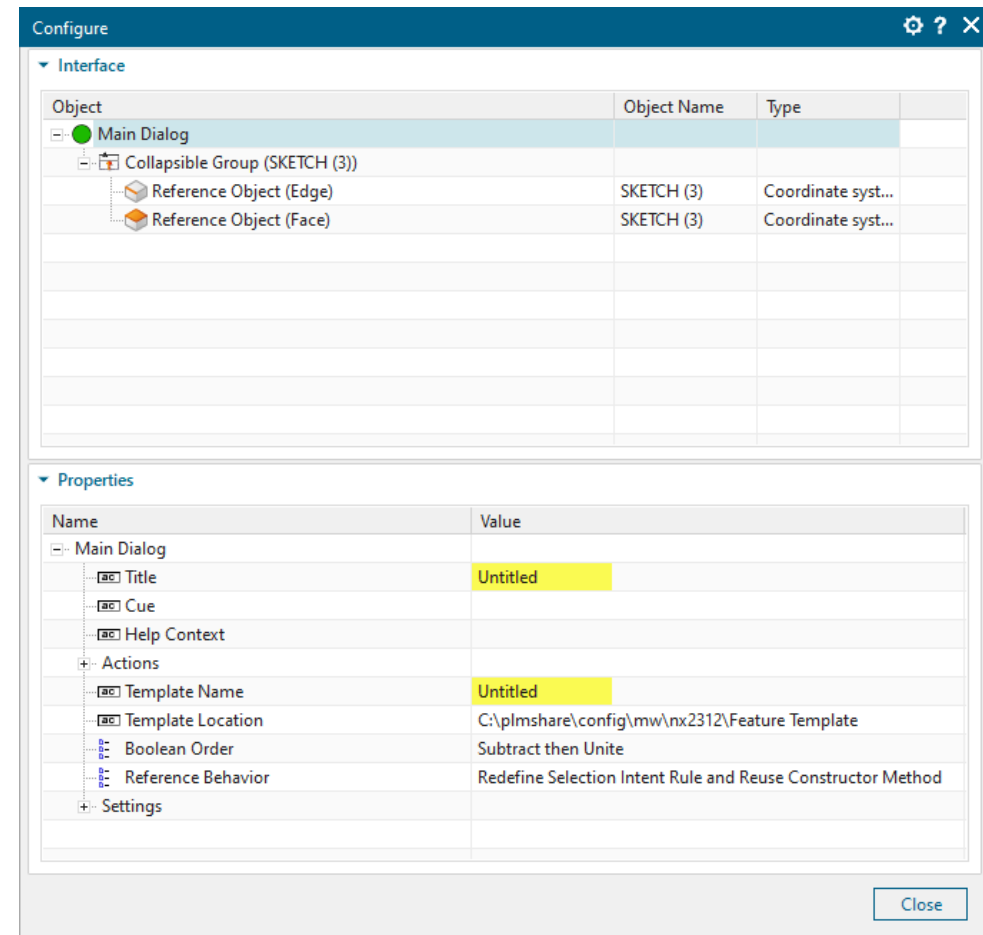 Configure ?
Interface
Object Object Name Type
Main Dialog
Collapsible Group (SKETCH (3))
Reference Object (Edge) SKETCH (3) Coordinate syst...
Reference Object (Face) SKETCH (3) Coordinate syst...
Properties
Name Value
Main Dialog
Title Untitled
Cue
Help Context
Actions
Template Name Untitled
Template Location C:\plmshare\config\mw\nx2312\Feature Template
Boolean Order Subtract then Unite
Reference Behavior Redefine Selection Intent Rule and Reuse Constructor Method
Settings
Close